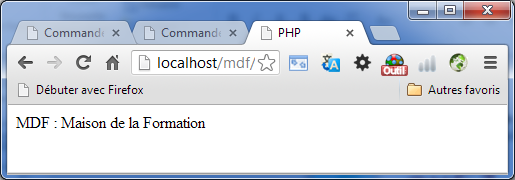 Commande
Commande
PHP
localhost/mdf/
Outil
Débuter avec Firefox
Autres favoris
MDF : Maison de la Formation